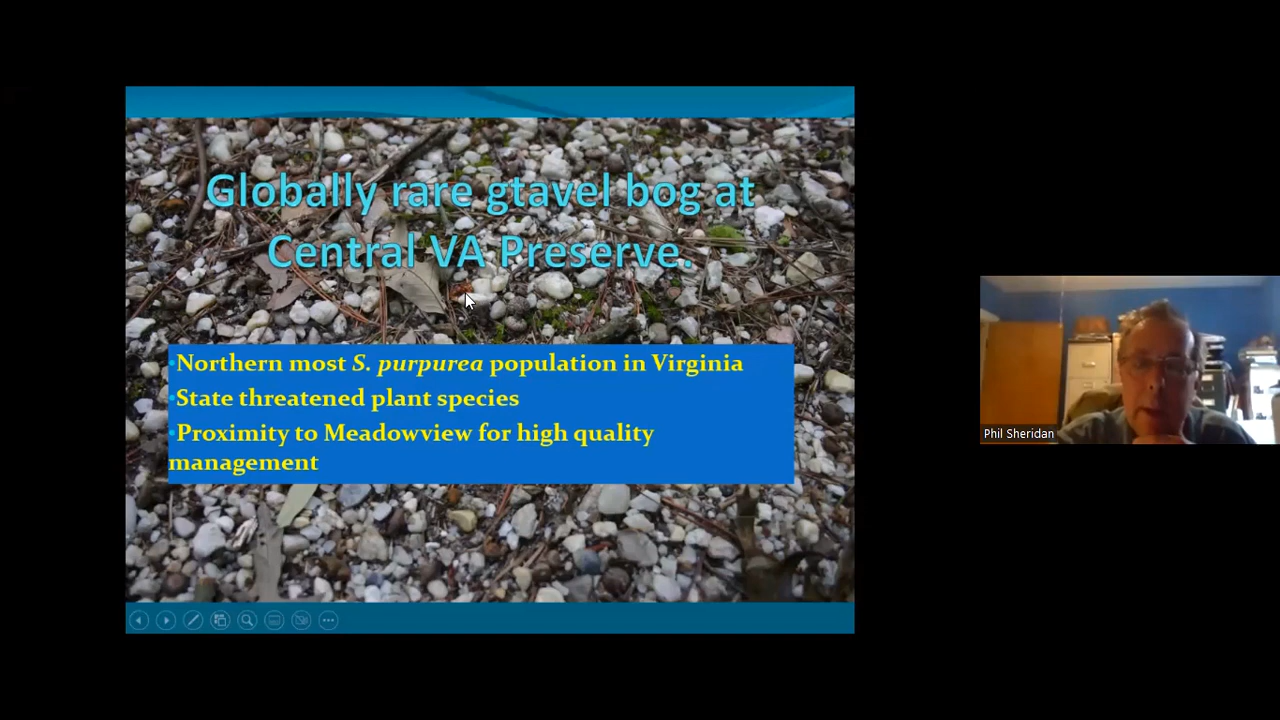 Globally rare gtavel bog at
Central VA Preserve.
•Northern most S. purpurea population in Virginia
•State threatened plant species
•Proximity to Meadowview for high quality
management
Phil Sheridan